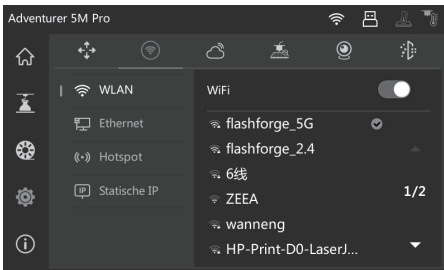 Adventurer 5M Pro
WLAN
WiFi
Ethernet
flashforge_5G
Hotspot
flashforge_2.4
IP Statische IP
6线
ZEEA
1/2
wanneng
HP-Print-D0-LaserJ...